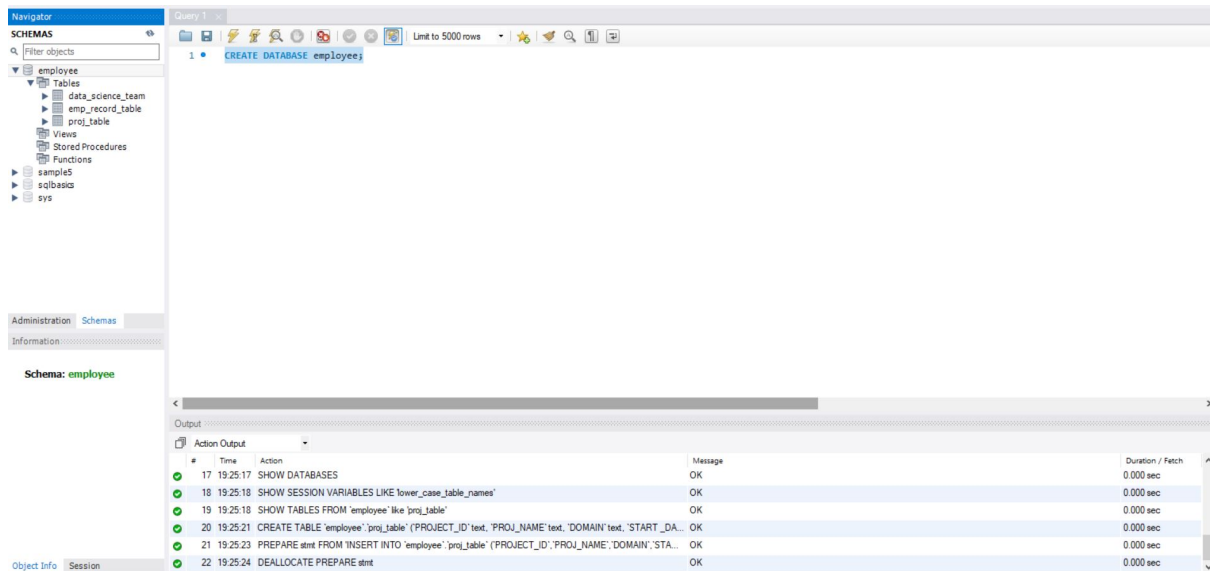 Navigator
SCHEMAS
Filter objects
employee
Tables
data_science_team
emp_record_table
proj_table
Views
Stored Procedures
Functions
sample5
sqlbasics
sys
Administration Schemas
Information
Schema: employee
Object Info Session
Query 1
Limit to 5000 rows
1 CREATE DATABASE employee;
Output
Action Output
# Time Action Message Duration / Fetch
17 19:25:17 SHOW DATABASES OK 0.000 sec
18 19:25:18 SHOW SESSION VARIABLES LIKE 'lower_case_table_names' OK 0.000 sec
19 19:25:18 SHOW TABLES FROM `employee` like 'proj_table' OK 0.000 sec
20 19:25:21 CREATE TABLE `employee`.`proj_table` (`PROJECT_ID` text, `PROJ_NAME` text, `DOMAIN` text, `START _DA... OK 0.000 sec
21 19:25:23 PREPARE stmt FROM 'INSERT INTO `employee`.`proj_table` (`PROJECT_ID`,`PROJ_NAME`,`DOMAIN`,`STA... OK 0.000 sec
22 19:25:24 DEALLOCATE PREPARE stmt OK 0.000 sec